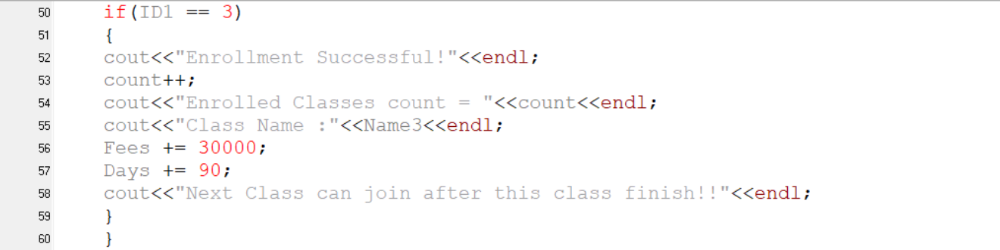 50 if(ID1 == 3)
51 {
52 cout<<"Enrollment Successful!"<<endl;
53 count++;
54 cout<<"Enrolled Classes count = "<<count<<endl;
55 cout<<"Class Name :"<<Name3<<endl;
56 Fees += 30000;
57 Days += 90;
58 cout<<"Next Class can join after this class finish!!"<<endl;
59 }
60 }